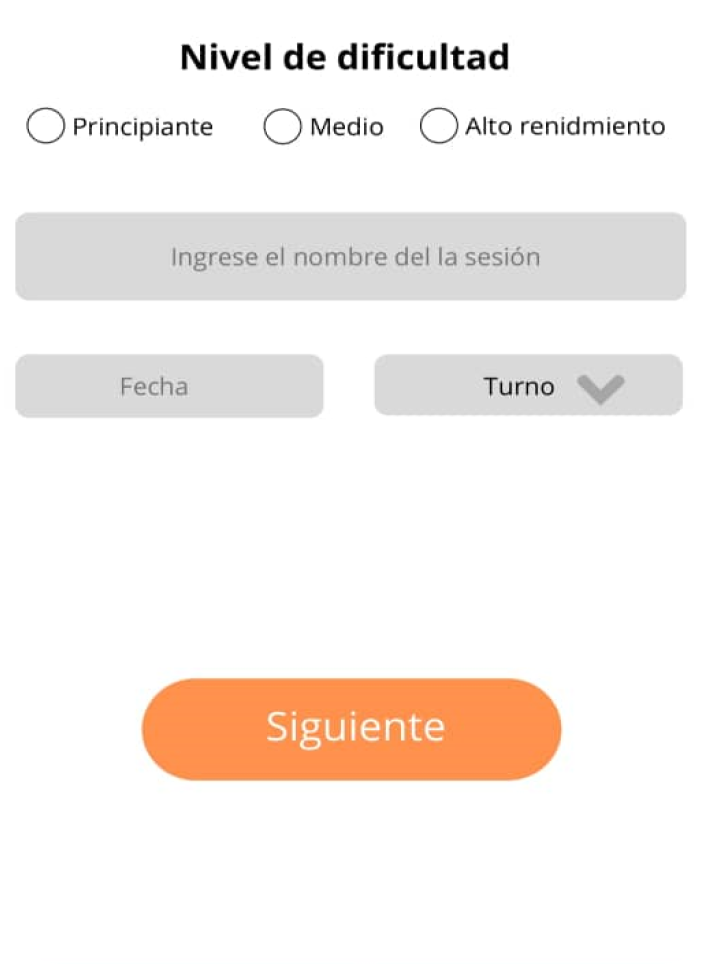 Nivel de dificultad
Principiante Medio Alto renidmiento
Ingrese el nombre del la sesión
Fecha Turno
Siguiente